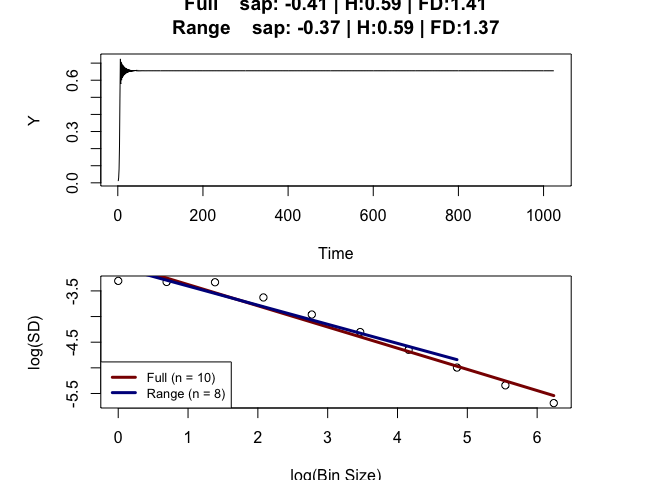 Full sap: -0.41 | H:0.59 | FD:1.41
Range sap: -0.37 | H:0.59 | FD:1.37
Y
0.6
0.3
0.0
0 200 400 600 800 1000
Time
log(SD)
-3.5
-4.5
-5.5
Full (n = 10)
Range (n = 8)
0 1 2 3 4 5 6
log(Bin Size)